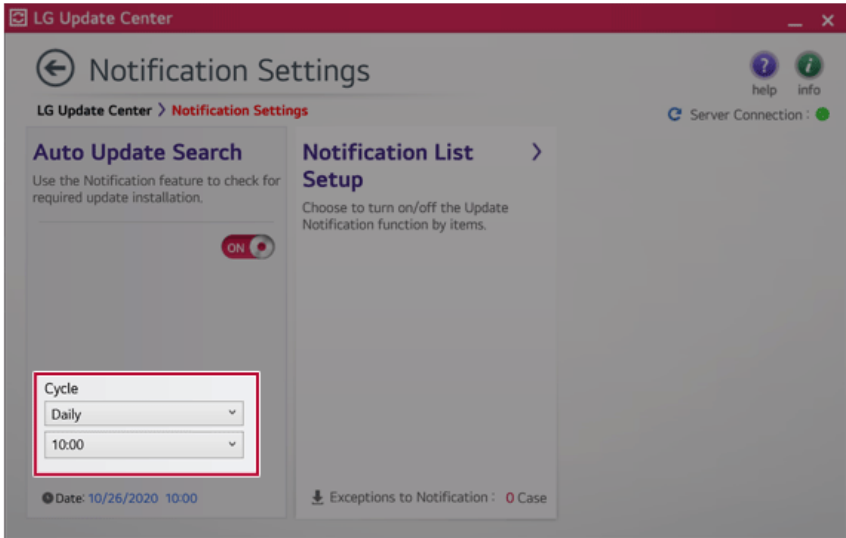 LG Update Center
Notification Settings
LG Update Center > Notification Settings
help
info
Server Connection :
Auto Update Search
Use the Notification feature to check for
required update installation.
ON
Cycle
Daily
10:00
Date: 10/26/2020 10:00
Notification List
Setup
Choose to turn on/off the Update
Notification function by items.
Exceptions to Notification : 0 Case